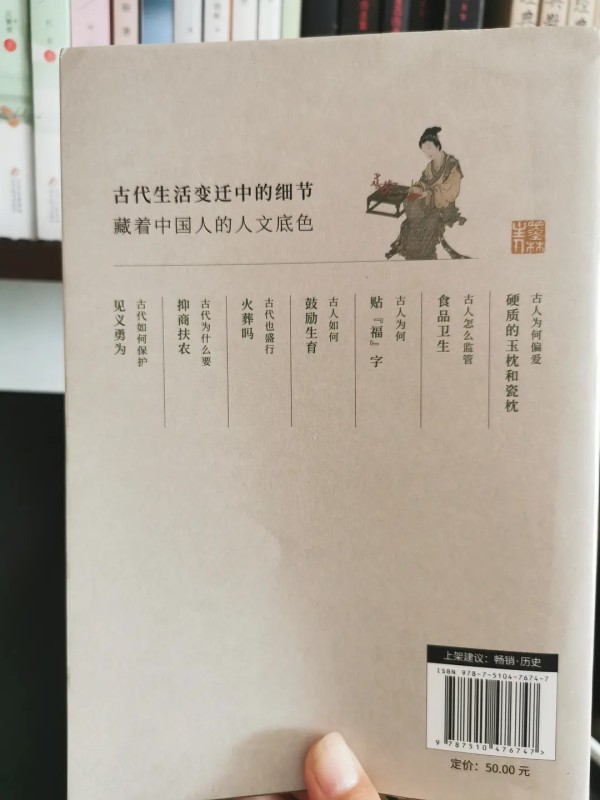 古代生活变迁中的细节
藏着中国人的人文底色
古人为何偏爱
硬质的玉枕和瓷枕
古人怎么监管
食品卫生
古人为何
贴『福』字
古人如何
鼓励生育
古代也盛行
火葬吗
古代为什么要
抑商扶农
古代如何保护
见义勇为
上架建议：畅销·历史
ISBN 978-7-5104-7674-7
9 787510 476747>
定价：50.00 元